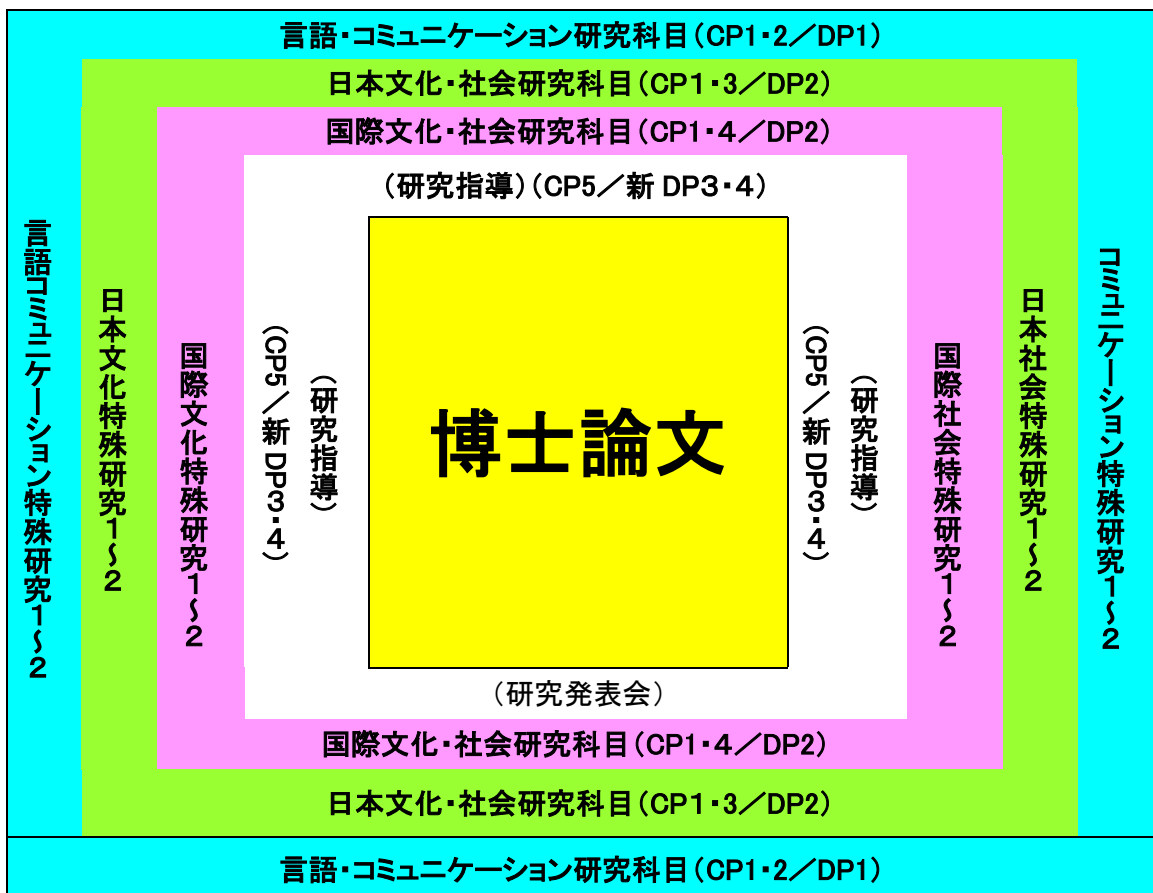 言語・コミュニケーション研究科目(CP1・2／DP1)
日本文化・社会研究科目(CP１・3／DP2)
国際文化・社会研究科目(CP1・４／DP2)
(研究指導)(CP5／新 DP３・４)
言語コミュニケーション特殊研究１～２
日本文化特殊研究１～２
国際文化特殊研究１～２
(CP5／新 DP３・４)
(研究指導)
博士論文
(CP5／新 DP３・４)
(研究指導)
国際社会特殊研究１～２
日本社会特殊研究１～２
コミュニケーション特殊研究１～２
(研究発表会)
国際文化・社会研究科目(CP1・４／DP2)
日本文化・社会研究科目(CP１・3／DP2)
言語・コミュニケーション研究科目(CP1・2／DP1)